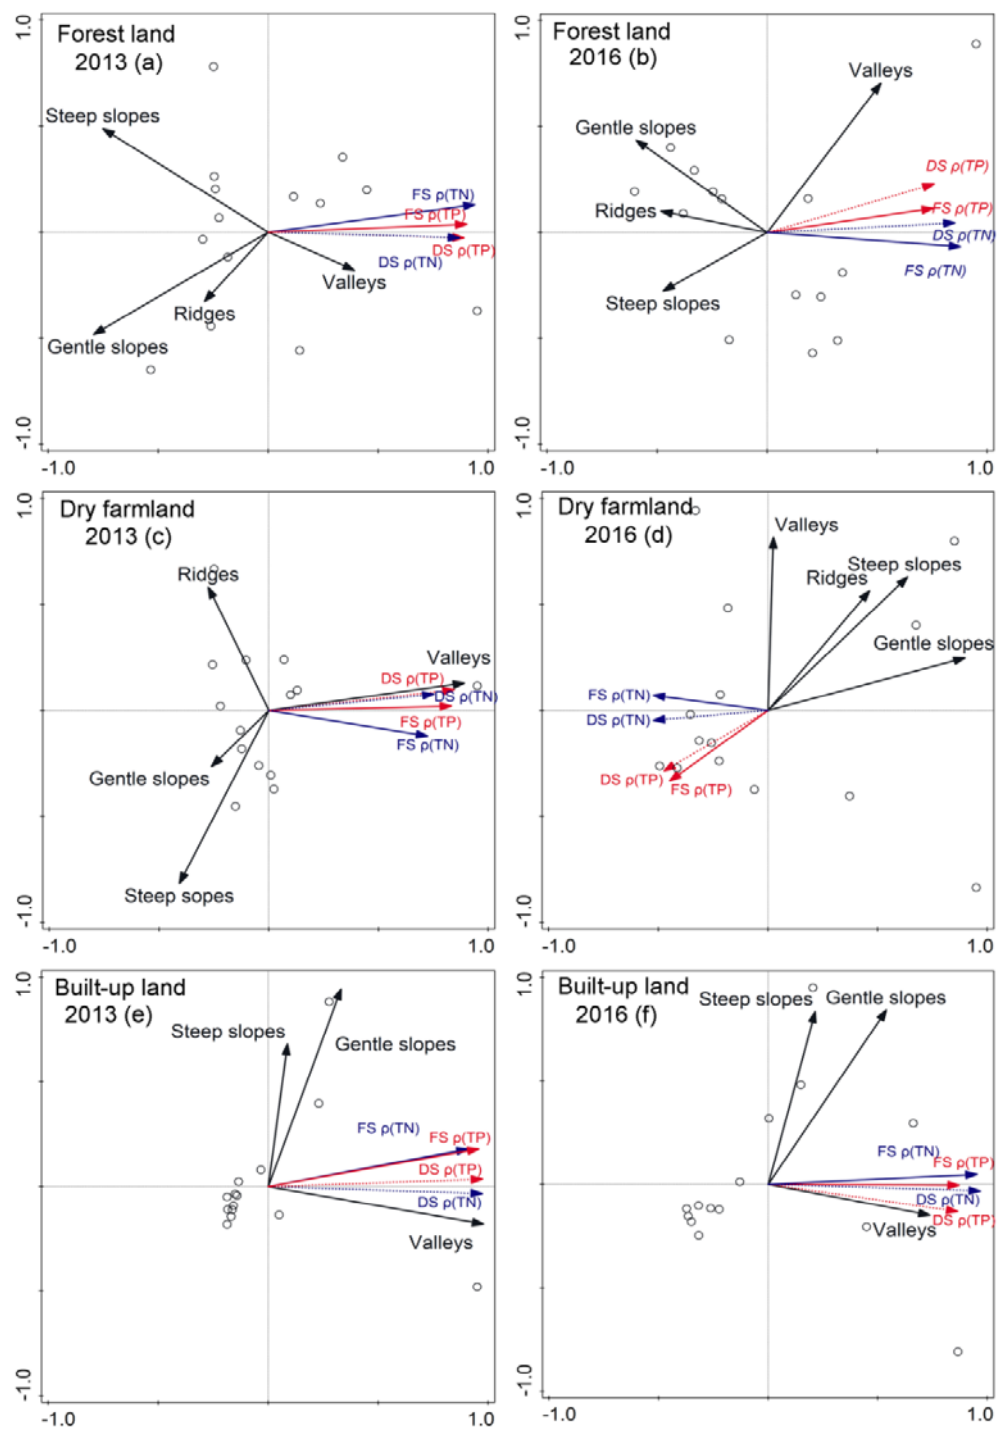 Forest land
2013 (a)
1.0
-1.0
-1.0
1.0
Steep slopes
FS ρ(TN)
FS ρ(TP)
DS ρ(TP)
DS ρ(TN)
Valleys
Ridges
Gentle slopes
Forest land
2016 (b)
1.0
-1.0
-1.0
1.0
Valleys
Gentle slopes
DS ρ(TP)
Ridges
FS ρ(TP)
DS ρ(TN)
FS ρ(TN)
Steep slopes
Dry farmland
2013 (c)
1.0
-1.0
-1.0
1.0
Ridges
Valleys
DS ρ(TP)
DS ρ(TN)
FS ρ(TP)
FS ρ(TN)
Gentle slopes
Steep sopes
Dry farmland
2016 (d)
1.0
-1.0
-1.0
1.0
Valleys
Steep slopes
Ridges
Gentle slopes
FS ρ(TN)
DS ρ(TN)
DS ρ(TP)
FS ρ(TP)
Built-up land
2013 (e)
1.0
-1.0
-1.0
1.0
Steep slopes
Gentle slopes
FS ρ(TN)
FS ρ(TP)
DS ρ(TP)
DS ρ(TN)
Valleys
Built-up land
2016 (f)
1.0
-1.0
-1.0
1.0
Steep slopes
Gentle slopes
FS ρ(TN)
FS ρ(TP)
DS ρ(TN)
DS ρ(TP)
Valleys